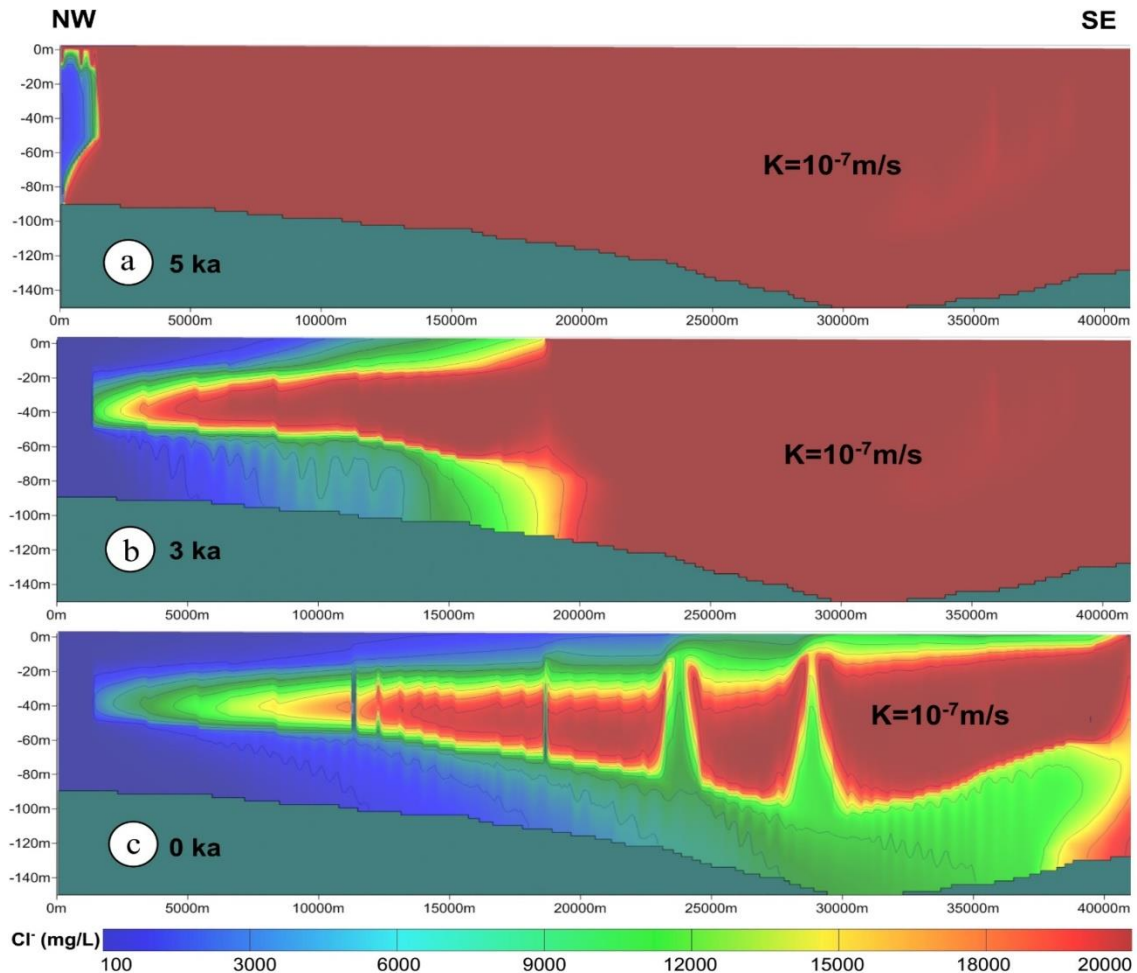 NW SE
0m
-20m
-40m
-60m
-80m
-100m
-120m
-140m
K=10⁻⁷m/s
a 5 ka
0m 5000m 10000m 15000m 20000m 25000m 30000m 35000m 40000m
0m
-20m
-40m
-60m
-80m
-100m
-120m
-140m
K=10⁻⁷m/s
b 3 ka
0m 5000m 10000m 15000m 20000m 25000m 30000m 35000m 40000m
0m
-20m
-40m
-60m
-80m
-100m
-120m
-140m
K=10⁻⁷m/s
c 0 ka
0m 5000m 10000m 15000m 20000m 25000m 30000m 35000m 40000m
Cl⁻ (mg/L)
100 3000 6000 9000 12000 15000 18000 20000